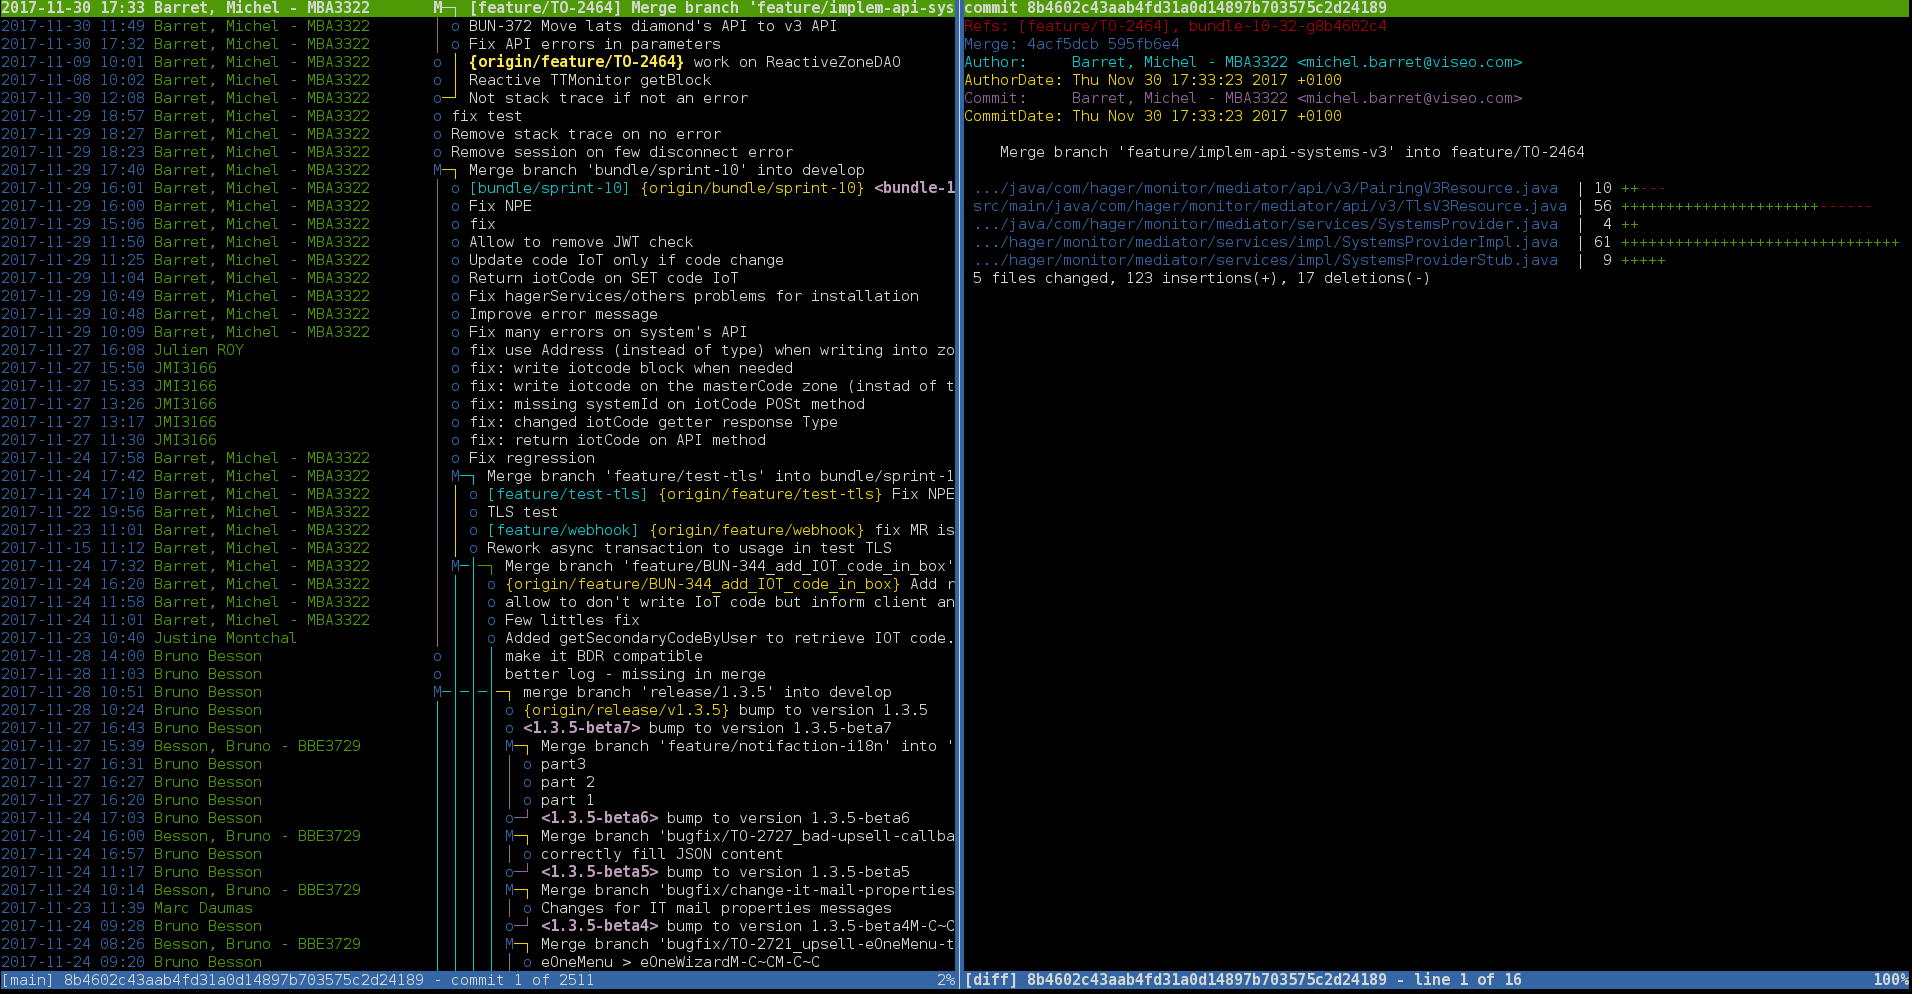 2017-11-30 17:33 Barret, Michel - MBA3322 M─┐ [feature/TO-2464] Merge branch 'feature/implem-api-sys
2017-11-30 11:49 Barret, Michel - MBA3322 │ o BUN-372 Move lats diamond's API to v3 API
2017-11-30 17:32 Barret, Michel - MBA3322 │ o Fix API errors in parameters
2017-11-09 10:01 Barret, Michel - MBA3322 o │ {origin/feature/TO-2464} work on ReactiveZoneDAO
2017-11-08 10:02 Barret, Michel - MBA3322 o │ Reactive TTMonitor getBlock
2017-11-30 12:08 Barret, Michel - MBA3322 o─┘ Not stack trace if not an error
2017-11-29 18:57 Barret, Michel - MBA3322 o fix test
2017-11-29 18:27 Barret, Michel - MBA3322 o Remove stack trace on no error
2017-11-29 18:23 Barret, Michel - MBA3322 o Remove session on few disconnect error
2017-11-29 17:40 Barret, Michel - MBA3322 M─┐ Merge branch 'bundle/sprint-10' into develop
2017-11-29 16:01 Barret, Michel - MBA3322 │ o [bundle/sprint-10] {origin/bundle/sprint-10} <bundle-1
2017-11-29 16:00 Barret, Michel - MBA3322 │ o Fix NPE
2017-11-29 15:06 Barret, Michel - MBA3322 │ o fix
2017-11-29 11:50 Barret, Michel - MBA3322 │ o Allow to remove JWT check
2017-11-29 11:25 Barret, Michel - MBA3322 │ o Update code IoT only if code change
2017-11-29 11:04 Barret, Michel - MBA3322 │ o Return iotCode on SET code IoT
2017-11-29 10:49 Barret, Michel - MBA3322 │ o Fix hagerServices/others problems for installation
2017-11-29 10:48 Barret, Michel - MBA3322 │ o Improve error message
2017-11-29 10:09 Barret, Michel - MBA3322 │ o Fix many errors on system's API
2017-11-27 16:08 Julien ROY │ o fix use Address (instead of type) when writing into zo
2017-11-27 15:50 JMI3166 │ o fix: write iotcode block when needed
2017-11-27 15:33 JMI3166 │ o fix: write iotcode on the masterCode zone (instad of t
2017-11-27 13:26 JMI3166 │ o fix: missing systemId on iotCode POSt method
2017-11-27 13:17 JMI3166 │ o fix: changed iotCode getter response Type
2017-11-27 11:30 JMI3166 │ o fix: return iotCode on API method
2017-11-24 17:58 Barret, Michel - MBA3322 │ o Fix regression
2017-11-24 17:42 Barret, Michel - MBA3322 │ M─┐ Merge branch 'feature/test-tls' into bundle/sprint-1
2017-11-24 17:10 Barret, Michel - MBA3322 │ │ o [feature/test-tls] {origin/feature/test-tls} Fix NPE
2017-11-22 19:56 Barret, Michel - MBA3322 │ │ o TLS test
2017-11-23 11:01 Barret, Michel - MBA3322 │ │ o [feature/webhook] {origin/feature/webhook} fix MR is
2017-11-15 11:12 Barret, Michel - MBA3322 │ │ o Rework async transaction to usage in test TLS
2017-11-24 17:32 Barret, Michel - MBA3322 │ M─│─┐ Merge branch 'feature/BUN-344_add_IOT_code_in_box'
2017-11-24 16:20 Barret, Michel - MBA3322 │ │ │ o {origin/feature/BUN-344_add_IOT_code_in_box} Add r
2017-11-24 11:58 Barret, Michel - MBA3322 │ │ │ o allow to don't write IoT code but inform client an
2017-11-24 11:01 Barret, Michel - MBA3322 │ │ │ o Few littles fix
2017-11-23 10:40 Justine Montchal │ │ │ o Added getSecondaryCodeByUser to retrieve IOT code.
2017-11-28 14:00 Bruno Besson o │ │ │ make it BDR compatible
2017-11-28 11:03 Bruno Besson o │ │ │ better log - missing in merge
2017-11-28 10:51 Bruno Besson M─│─│─│─┐ merge branch 'release/1.3.5' into develop
2017-11-28 10:24 Bruno Besson │ │ │ │ o {origin/release/v1.3.5} bump to version 1.3.5
2017-11-27 16:43 Bruno Besson │ │ │ │ o <1.3.5-beta7> bump to version 1.3.5-beta7
2017-11-27 15:39 Besson, Bruno - BBE3729 │ │ │ │ M─┐ Merge branch 'feature/notifaction-i18n' into '
2017-11-27 16:31 Bruno Besson │ │ │ │ │ o part3
2017-11-27 16:27 Bruno Besson │ │ │ │ │ o part 2
2017-11-27 16:20 Bruno Besson │ │ │ │ │ o part 1
2017-11-24 17:03 Bruno Besson │ │ │ │ o─┘ <1.3.5-beta6> bump to version 1.3.5-beta6
2017-11-24 16:00 Besson, Bruno - BBE3729 │ │ │ │ M─┐ Merge branch 'bugfix/TO-2727_bad-upsell-callba
2017-11-24 16:57 Bruno Besson │ │ │ │ │ o correctly fill JSON content
2017-11-24 11:17 Bruno Besson │ │ │ │ o─┘ <1.3.5-beta5> bump to version 1.3.5-beta5
2017-11-24 10:14 Besson, Bruno - BBE3729 │ │ │ │ M─┐ Merge branch 'bugfix/change-it-mail-properties
2017-11-23 11:39 Marc Daumas │ │ │ │ │ o Changes for IT mail properties messages
2017-11-24 09:28 Bruno Besson │ │ │ │ o─┘ <1.3.5-beta4> bump to version 1.3.5-beta4M-C~C
2017-11-24 08:26 Besson, Bruno - BBE3729 │ │ │ │ M─┐ Merge branch 'bugfix/TO-2721_upsell-eOneMenu-t
2017-11-24 09:20 Bruno Besson │ │ │ │ │ o eOneMenu > eOneWizardM-C~CM-C~C
[main] 8b4602c43aab4fd31a0d14897b703575c2d24189 - commit 1 of 2511 2%
commit 8b4602c43aab4fd31a0d14897b703575c2d24189
Refs: [feature/TO-2464], bundle-10-32-g8b4602c4
Merge: 4acf5dcb 595fb6e4
Author: Barret, Michel - MBA3322 <michel.barret@viseo.com>
AuthorDate: Thu Nov 30 17:33:23 2017 +0100
Commit: Barret, Michel - MBA3322 <michel.barret@viseo.com>
CommitDate: Thu Nov 30 17:33:23 2017 +0100
Merge branch 'feature/implem-api-systems-v3' into feature/TO-2464
.../java/com/hager/monitor/mediator/api/v3/PairingV3Resource.java | 10 ++---
src/main/java/com/hager/monitor/mediator/api/v3/TlsV3Resource.java | 56 ++++++++++++++++++++++------
.../java/com/hager/monitor/mediator/services/SystemsProvider.java | 4 ++
.../hager/monitor/mediator/services/impl/SystemsProviderImpl.java | 61 +++++++++++++++++++++++++++++++
.../hager/monitor/mediator/services/impl/SystemsProviderStub.java | 9 +++++
5 files changed, 123 insertions(+), 17 deletions(-)
[diff] 8b4602c43aab4fd31a0d14897b703575c2d24189 - line 1 of 16 100%